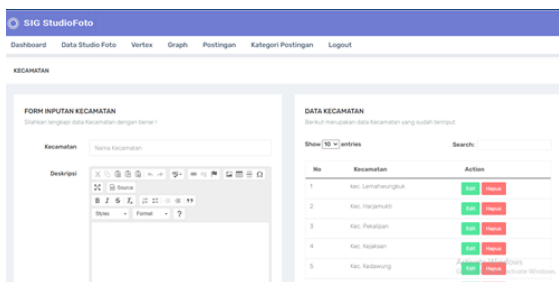 SIG StudioFoto
Dashboard Data Studio Foto Vertex Graph Postingan Kategori Postingan Logout
KECAMATAN
FORM INPUTAN KECAMATAN
Silahkan lengkapi data Kecamatan dengan benar !
Kecamatan Nama Kecamatan
Deskripsi
Source
B I S
Styles Format ?
DATA KECAMATAN
Berikut merupakan data Kecamatan yang sudah terinput
Show 10 entries Search:
No Kecamatan Action
1 Kec. Lemahwungkuk Edit Hapus
2 Kec. Harjamukti Edit Hapus
3 Kec. Pekalipan Edit Hapus
4 Kec. Kejaksan Edit Hapus
5 Kec. Kedawung Edit Hapus
Activate Windows